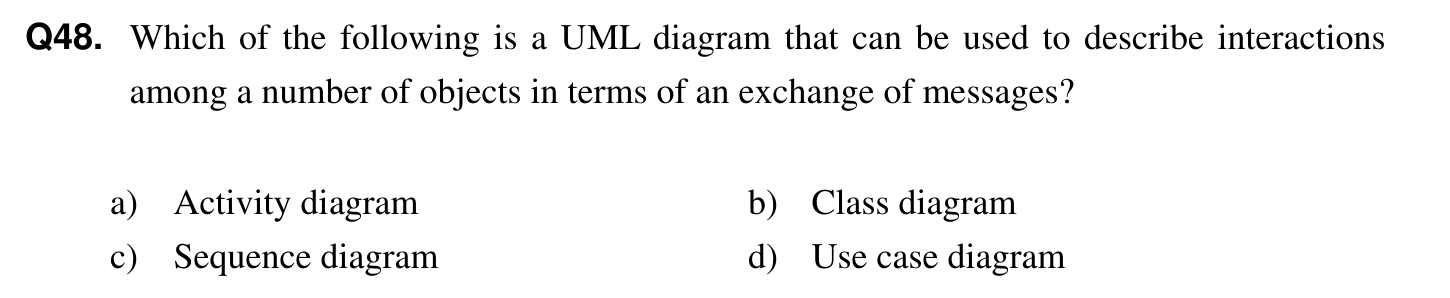 Q48. Which of the following is a UML diagram that can be used to describe interactions
among a number of objects in terms of an exchange of messages?
a) Activity diagram b) Class diagram
c) Sequence diagram d) Use case diagram